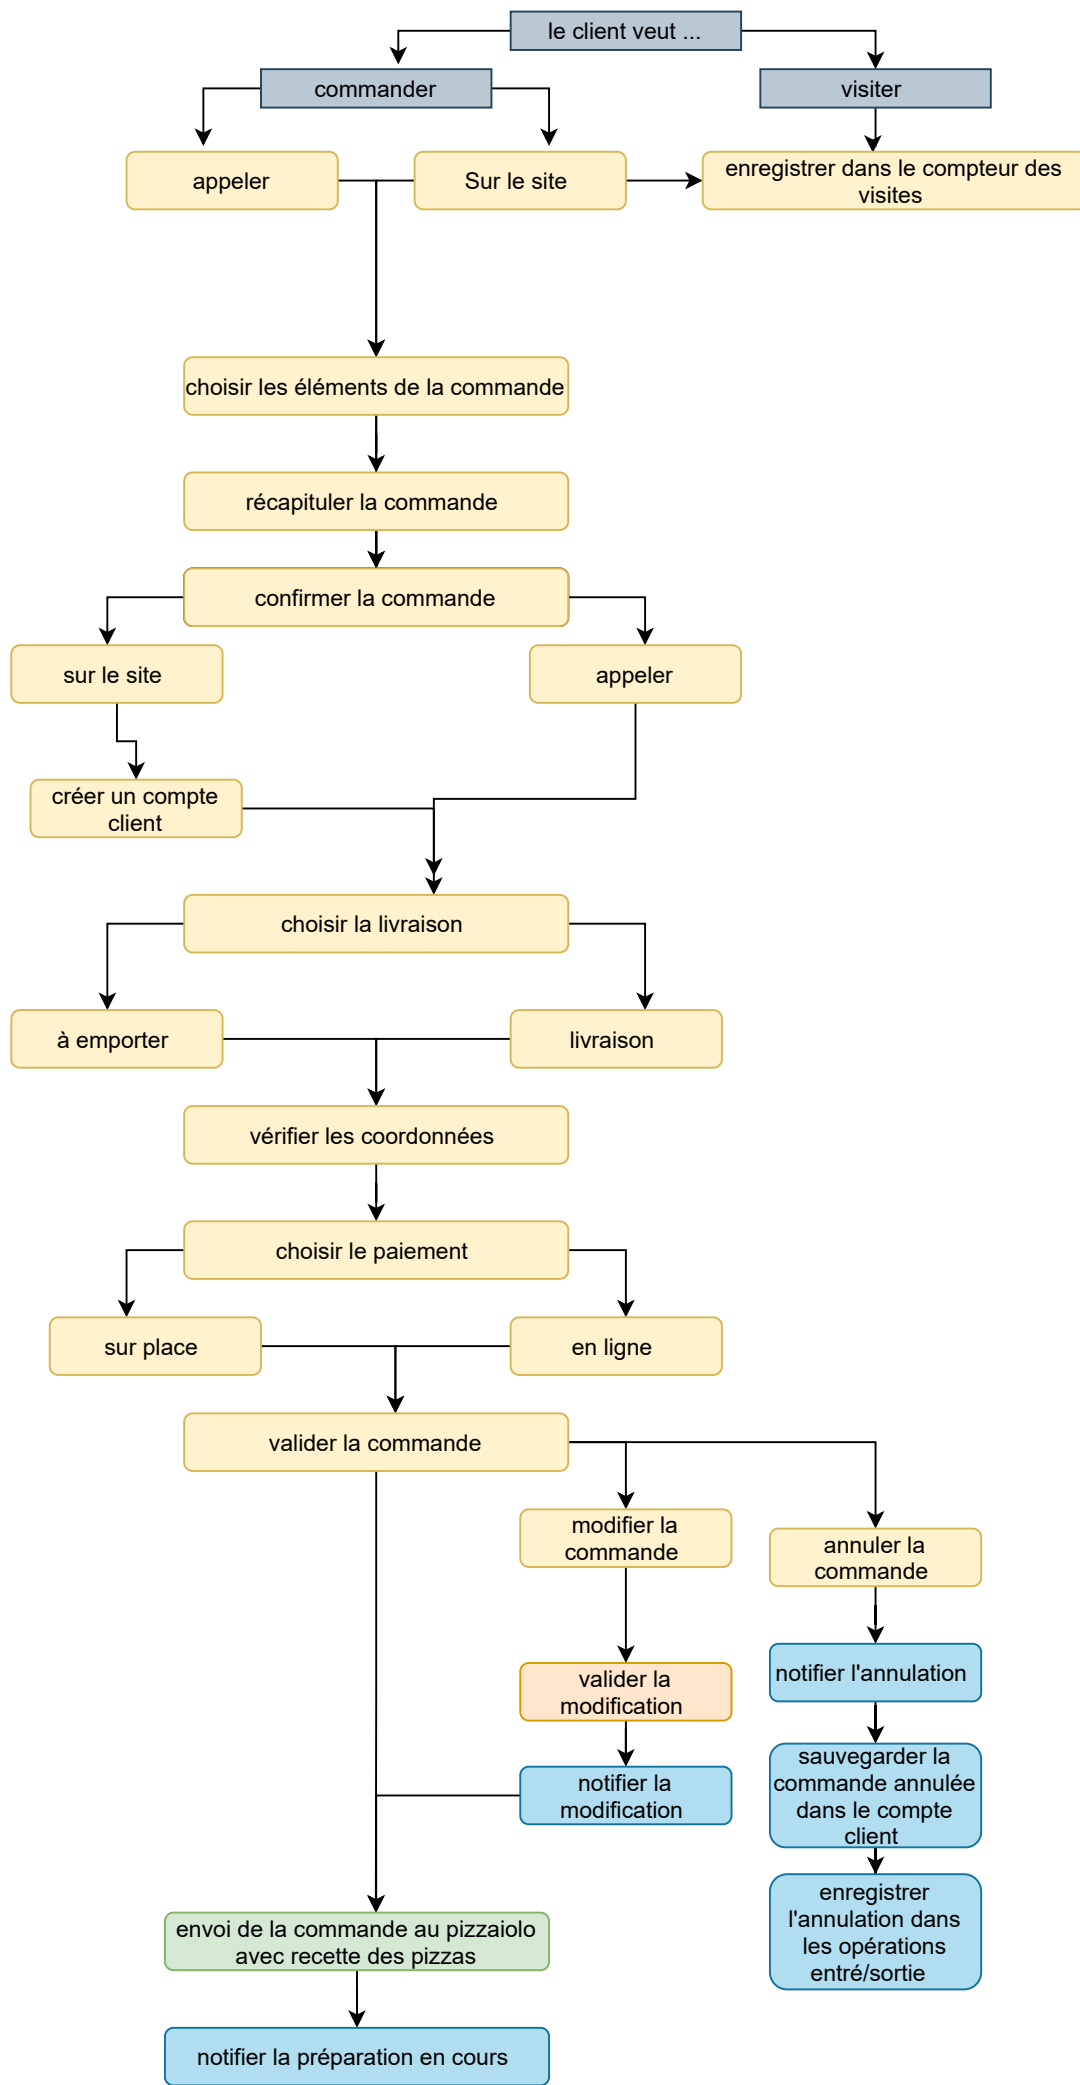 le client veut ...
commander
visiter
appeler
Sur le site
enregistrer dans le compteur des
visites
choisir les éléments de la commande
récapituler la commande
confirmer la commande
sur le site
appeler
créer un compte
client
choisir la livraison
à emporter
livraison
vérifier les coordonnées
choisir le paiement
sur place
en ligne
valider la commande
modifier la
commande
annuler la
commande
valider la
modification
notifier l'annulation
notifier la
modification
sauvegarder la
commande annulée
dans le compte
client
enregistrer
l'annulation dans
les opérations
entré/sortie
envoi de la commande au pizzaiolo
avec recette des pizzas
notifier la préparation en cours